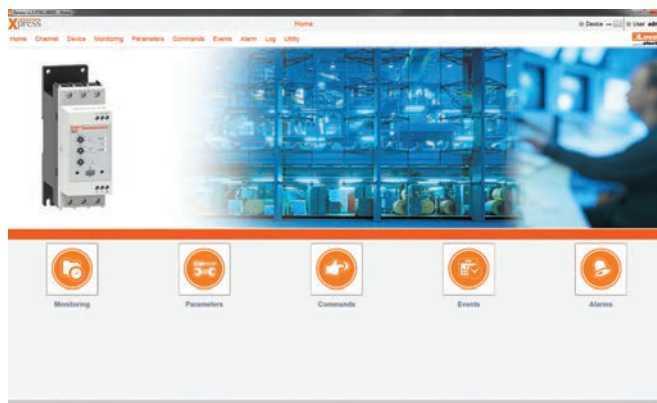 Xpress
Home
Device
User
Home Channel Device Monitoring Parameters Commands Events Alarm Log Utility
Monitoring
Parameters
Commands
Events
Alarms